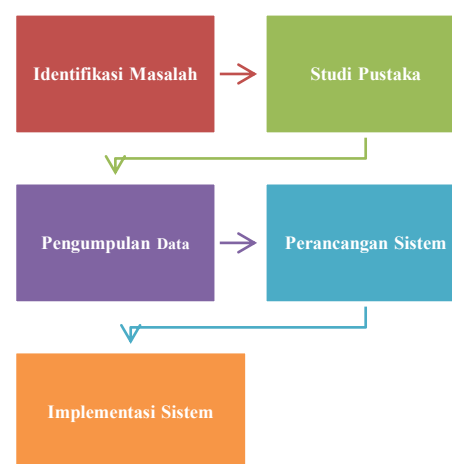 Identifikasi Masalah
Studi Pustaka
Pengumpulan Data
Perancangan Sistem
Implementasi Sistem